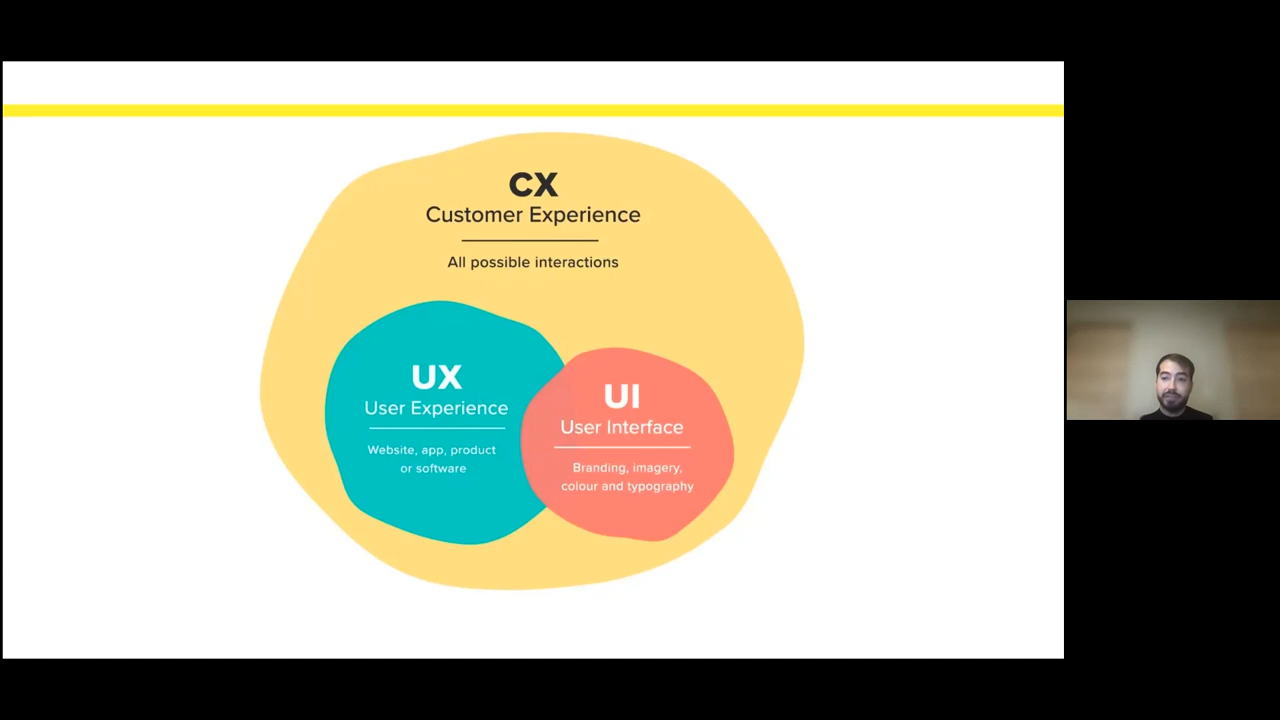 CX
Customer Experience
All possible interactions
UX
User Experience
Website, app, product
or software
UI
User Interface
Branding, imagery,
colour and typography